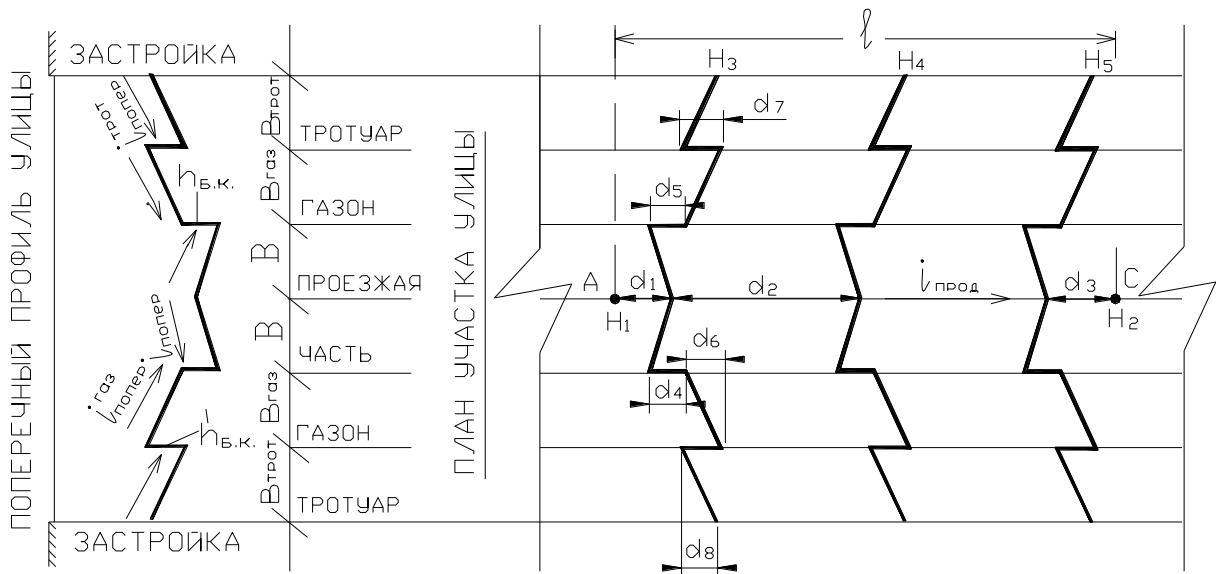 ПОПЕРЕЧНЫЙ ПРОФИЛЬ УЛИЦЫ
ЗАСТРОЙКА
iтрот попер
iпопер
hб.к.
iпопер
iгаз попер.
hб.к.
ЗАСТРОЙКА
Bтрот
Bгаз
B
B
Bгаз
Bтрот
ТРОТУАР
ГАЗОН
ПРОЕЗЖАЯ
ЧАСТЬ
ГАЗОН
ТРОТУАР
ПЛАН УЧАСТКА УЛИЦЫ
l
H3
H4
H5
d7
d5
A
d1
d2
iпрод
d3
C
H1
H2
d6
d4
d8